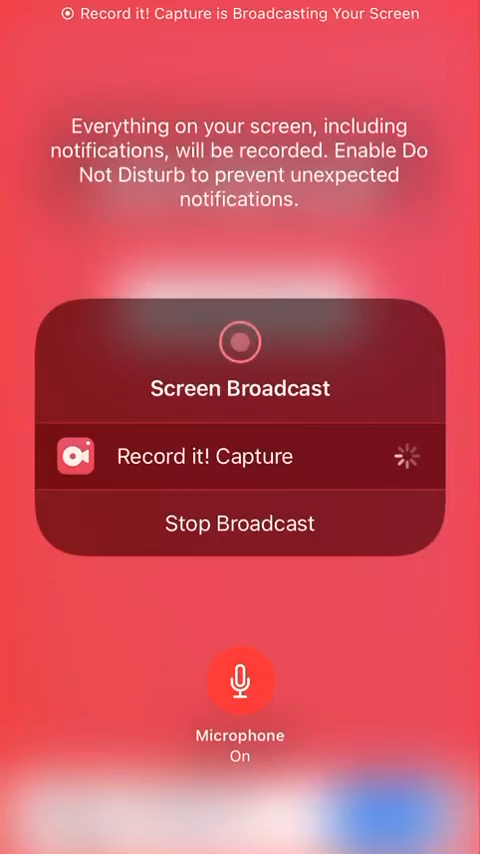 Record it! Capture is Broadcasting Your Screen
Everything on your screen, including
notifications, will be recorded. Enable Do
Not Disturb to prevent unexpected
notifications.
Screen Broadcast
Record it! Capture
Stop Broadcast
Microphone
On